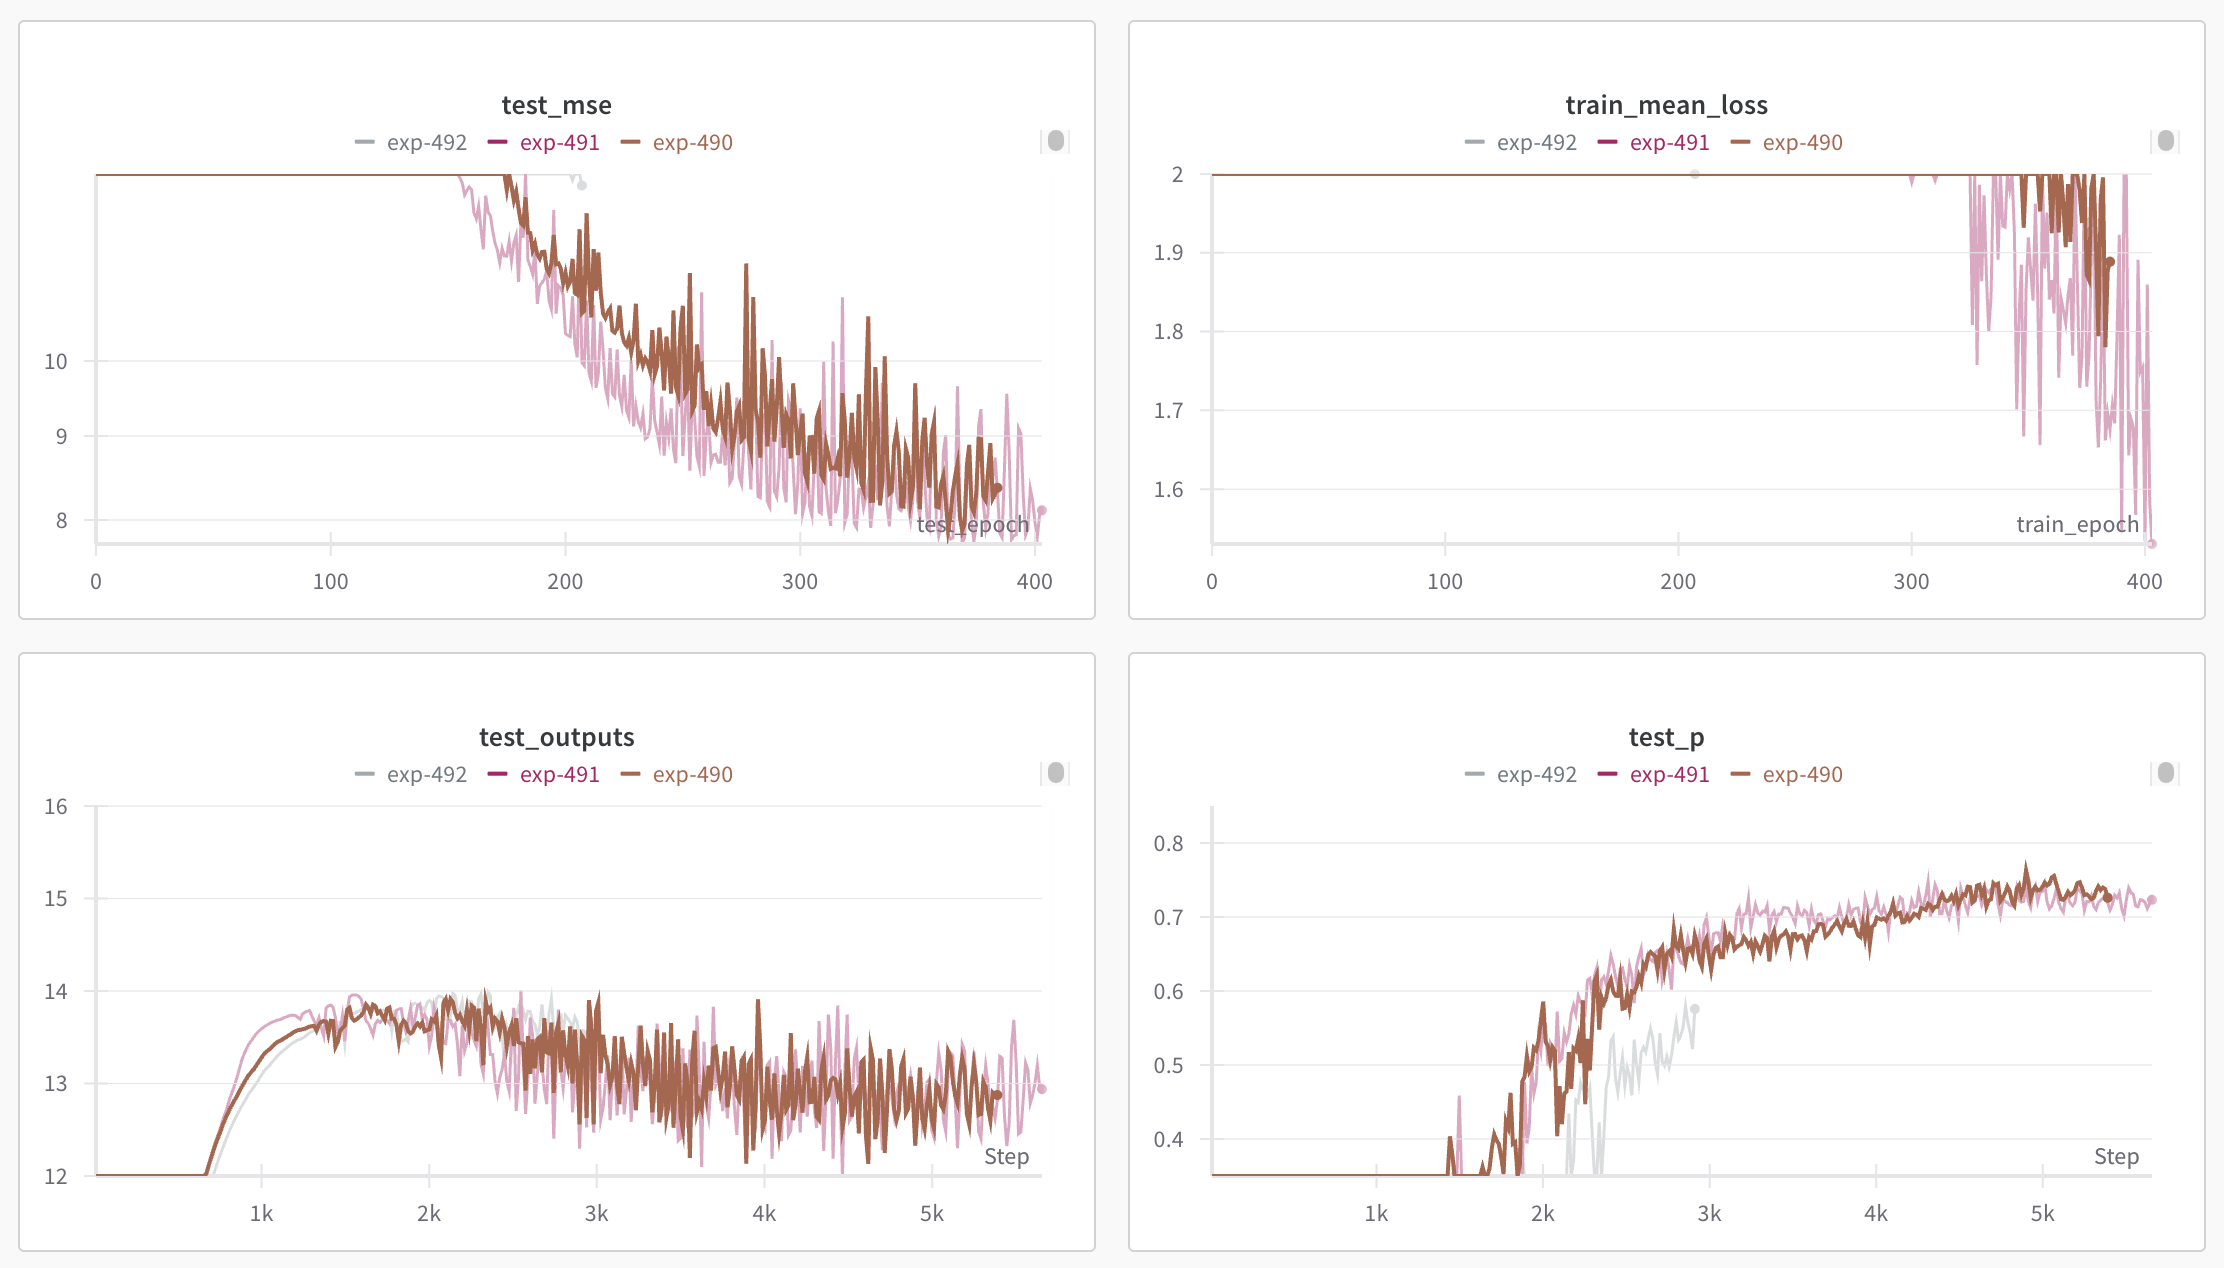 test_mse
exp-492 exp-491 exp-490
10
9
8
test_epoch
0 100 200 300 400
train_mean_loss
exp-492 exp-491 exp-490
2
1.9
1.8
1.7
1.6
train_epoch
0 100 200 300 400
test_outputs
exp-492 exp-491 exp-490
16
15
14
13
12
Step
1k 2k 3k 4k 5k
test_p
exp-492 exp-491 exp-490
0.8
0.7
0.6
0.5
0.4
Step
1k 2k 3k 4k 5k